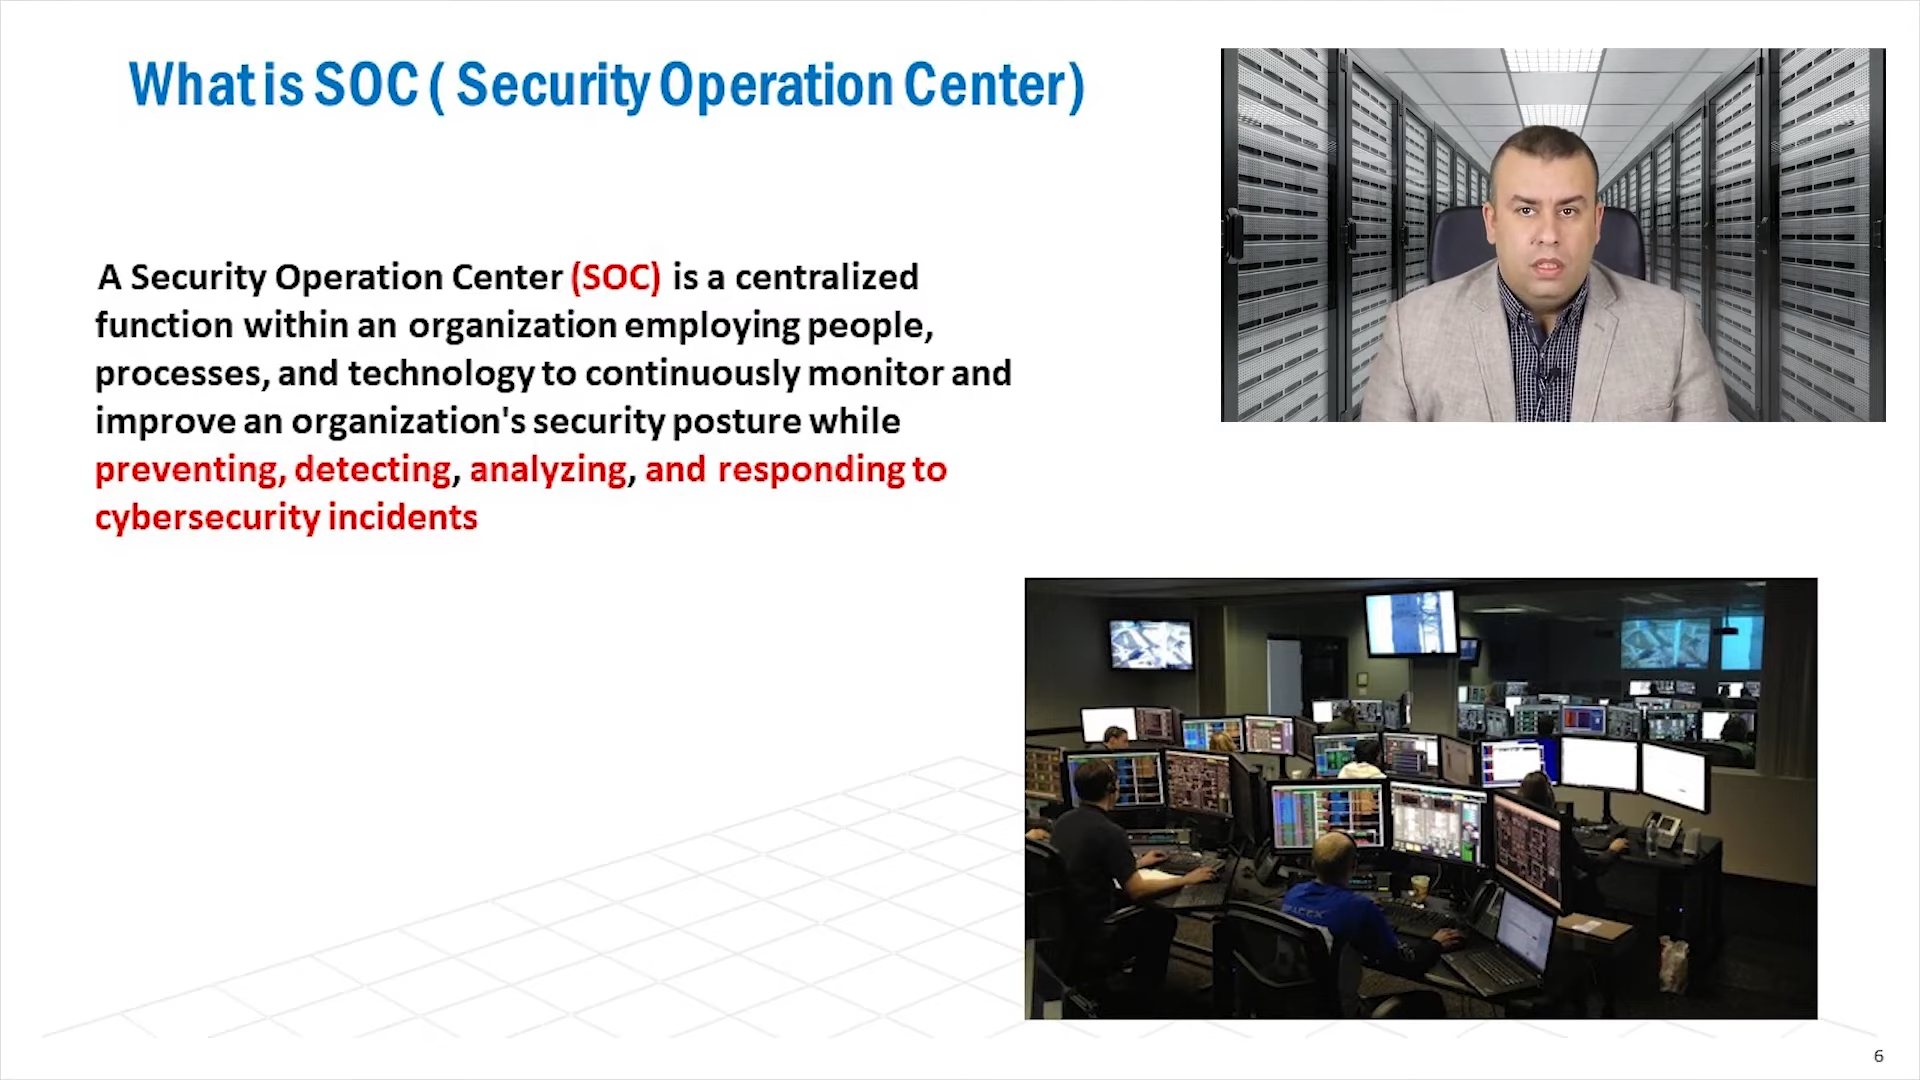 What is SOC ( Security Operation Center)
A Security Operation Center (SOC) is a centralized
function within an organization employing people,
processes, and technology to continuously monitor and
improve an organization's security posture while
preventing, detecting, analyzing, and responding to
cybersecurity incidents
6